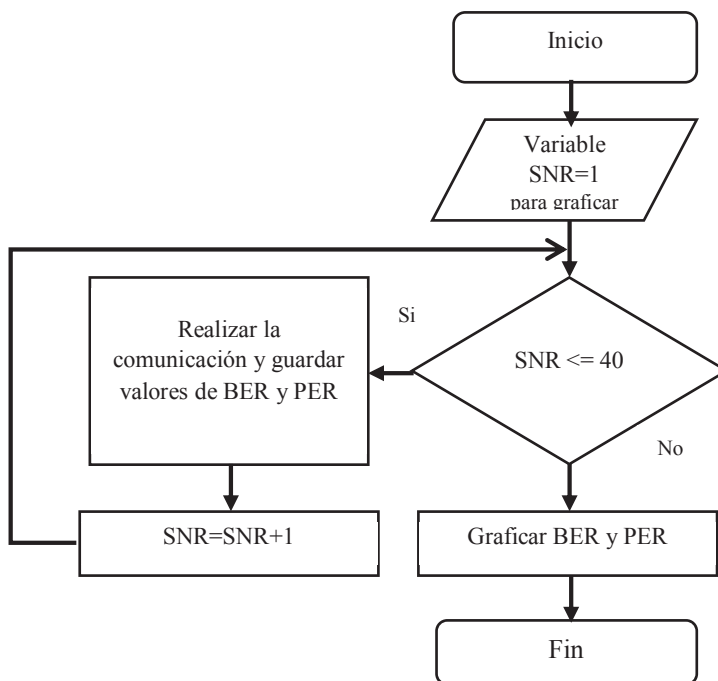 Inicio
Variable
SNR=1
para graficar
Si
Realizar la
comunicación y guardar
valores de BER y PER
SNR <= 40
No
SNR=SNR+1
Graficar BER y PER
Fin